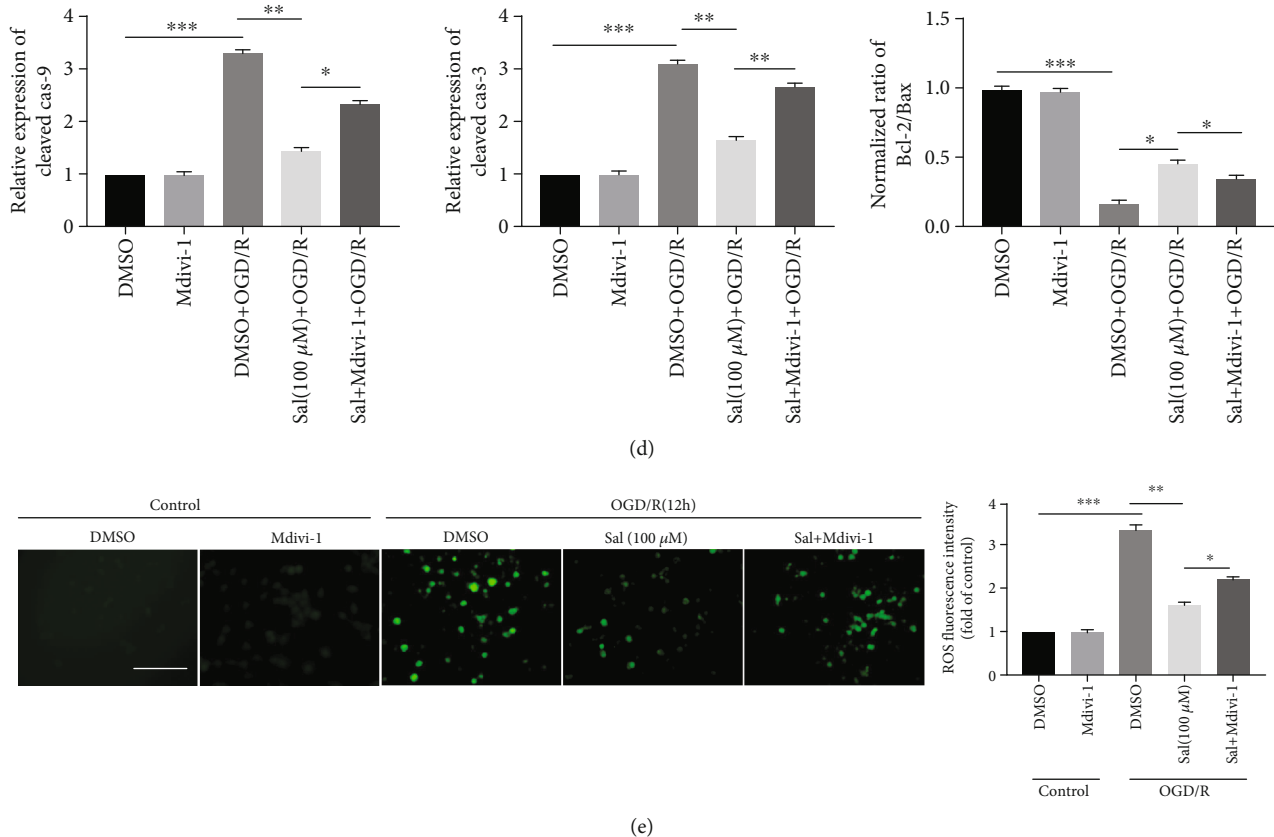 Relative expression of
cleaved cas-9
4
3
2
1
0
***
**
*
DMSO
Mdivi-1
DMSO+OGD/R
Sal(100 μM)+OGD/R
Sal+Mdivi-1+OGD/R
Relative expression of
cleaved cas-3
4
3
2
1
0
***
**
**
DMSO
Mdivi-1
DMSO+OGD/R
Sal(100 μM)+OGD/R
Sal+Mdivi-1+OGD/R
Normalized ratio of
Bcl-2/Bax
1.5
1.0
0.5
0.0
***
*
*
DMSO
Mdivi-1
DMSO+OGD/R
Sal(100 μM)+OGD/R
Sal+Mdivi-1+OGD/R
(d)
Control
OGD/R(12h)
DMSO
Mdivi-1
DMSO
Sal (100 μM)
Sal+Mdivi-1
ROS fluorescence intensity
(fold of control)
4
3
2
1
0
***
**
*
DMSO
Mdivi-1
DMSO
Sal(100 μM)
Sal+Mdivi-1
Control
OGD/R
(e)